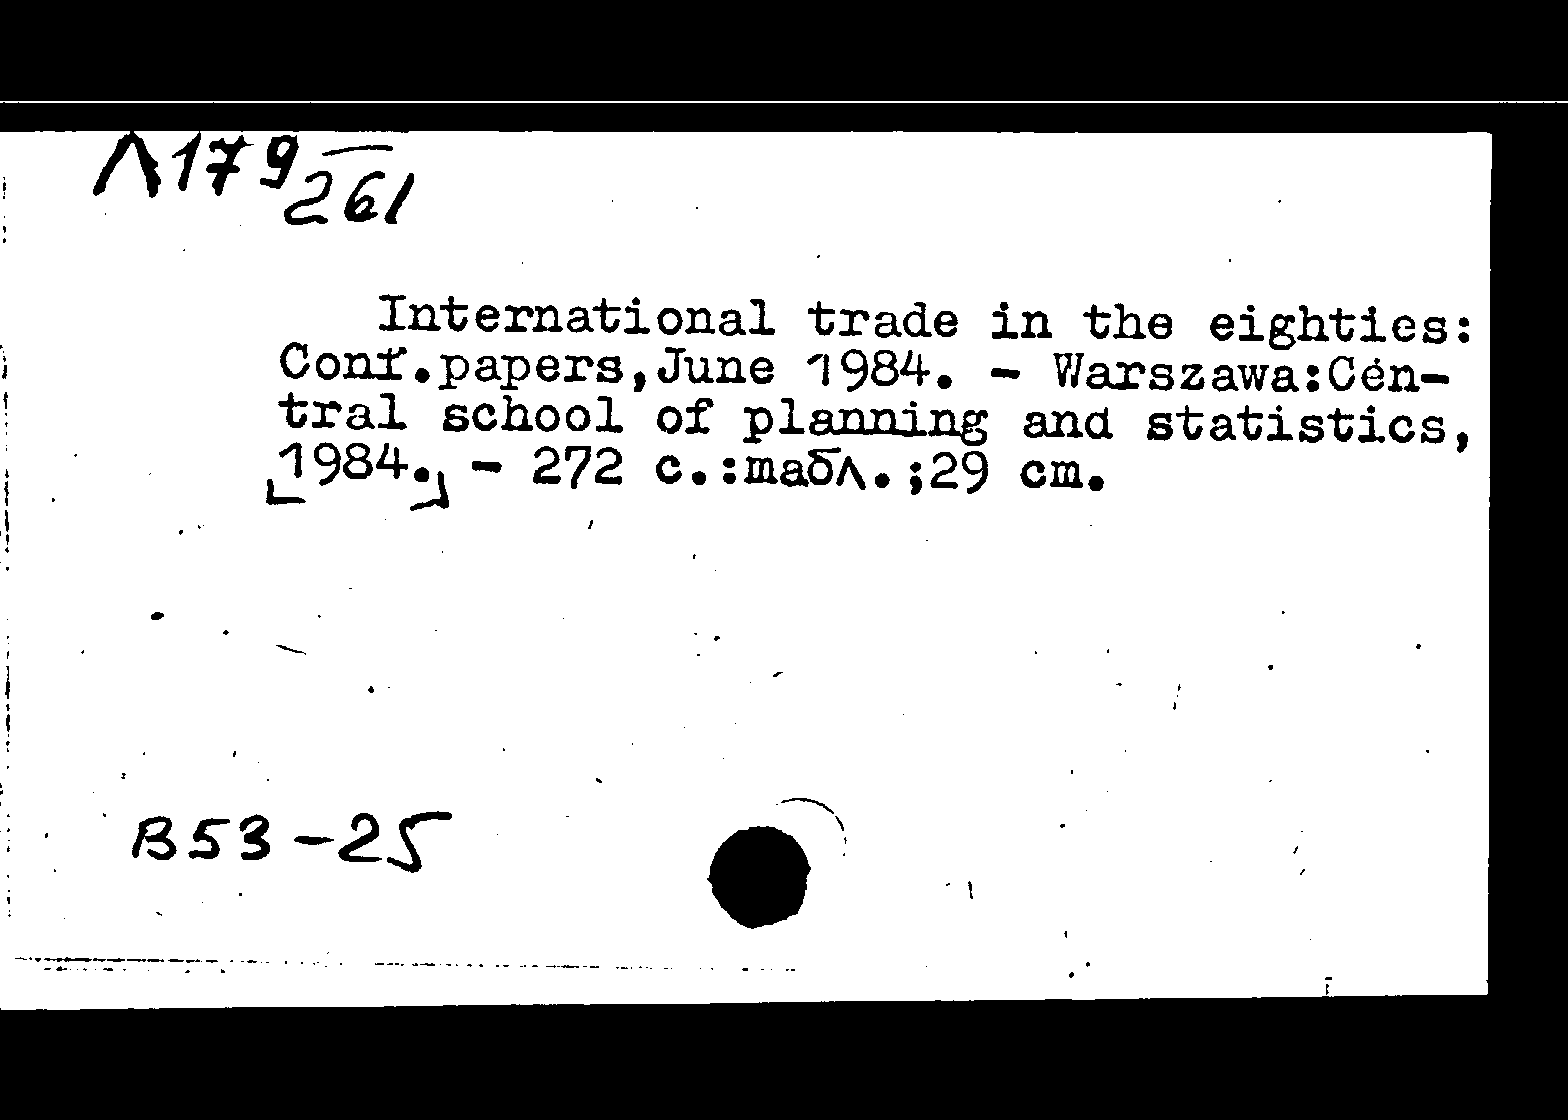 Л179
261
International trade in the eighties:
Conf.papers,June 1984. - Warszawa:Cen-
tral school of planning and statistics,
[1984.] - 272 c.:табл.;29 cm.
B53-25